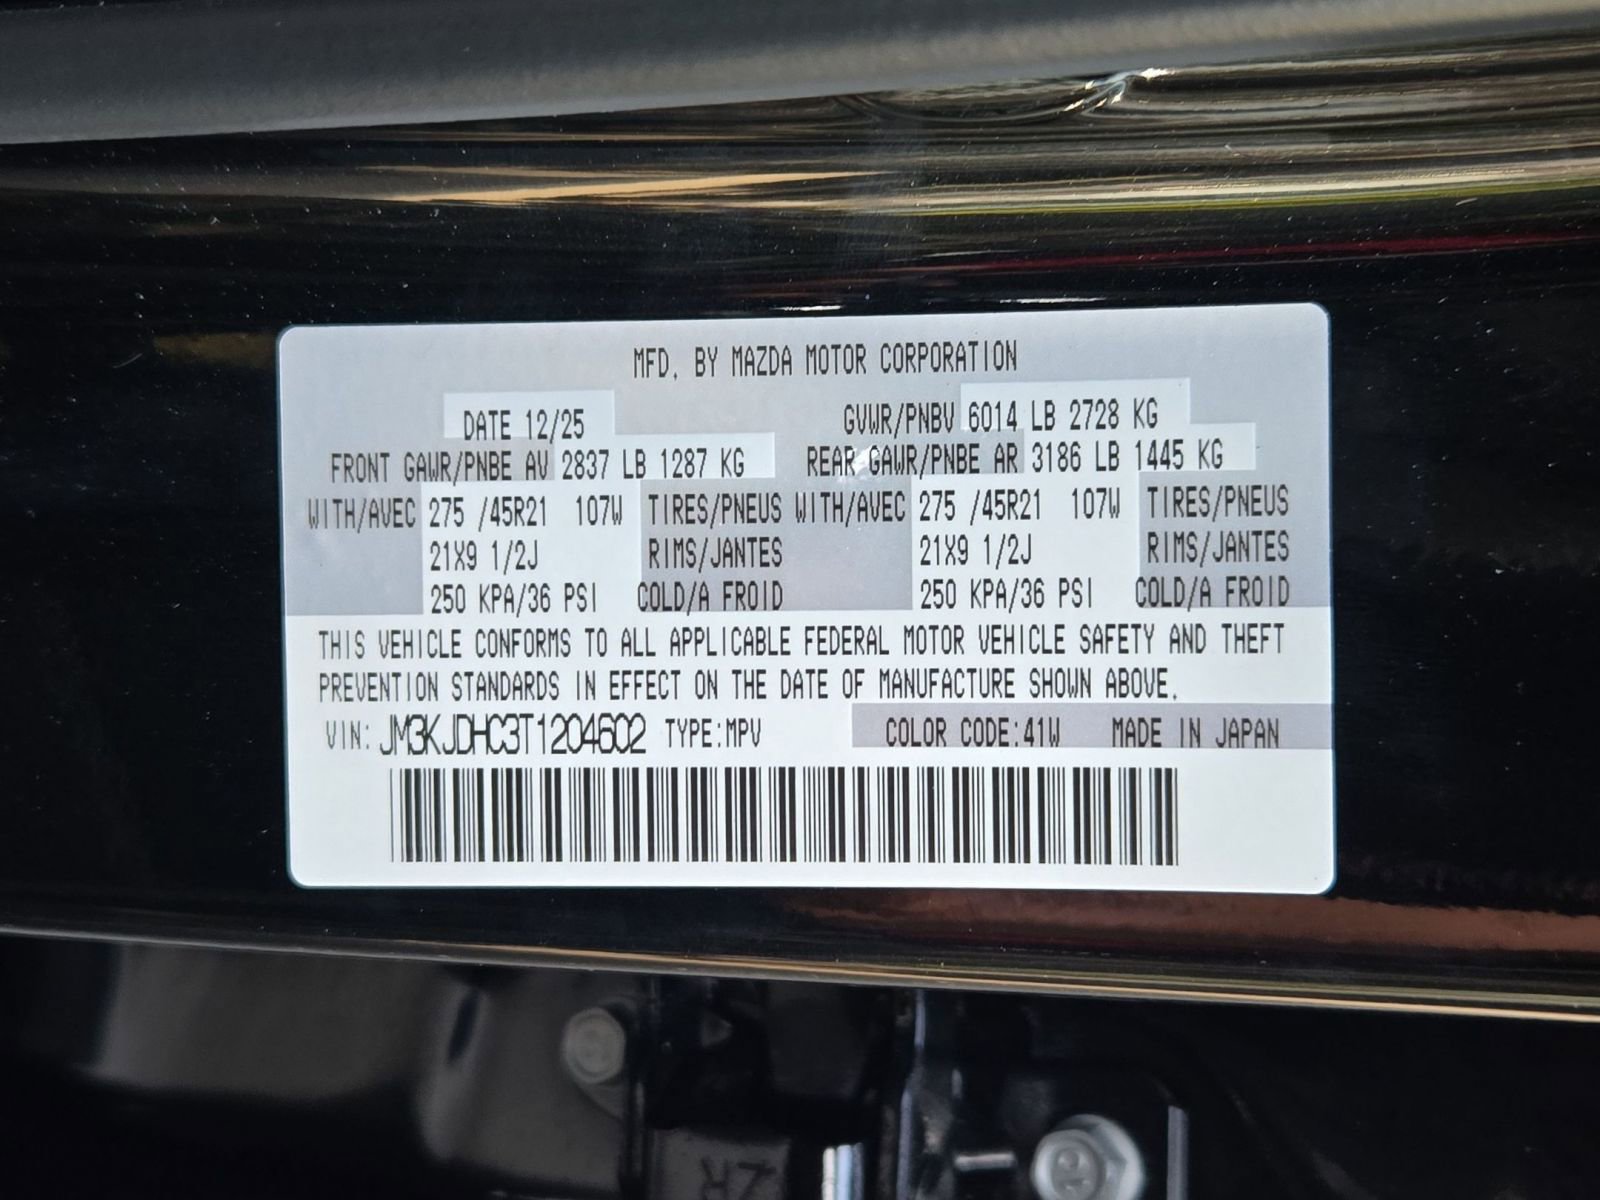 MFD. BY MAZDA MOTOR CORPORATION
DATE 12/25 GVWR/PNBV 6014 LB 2728 KG
FRONT GAWR/PNBE AV 2837 LB 1287 KG REAR GAWR/PNBE AR 3186 LB 1445 KG
WITH/AVEC 275 /45R21 107W TIRES/PNEUS WITH/AVEC 275 /45R21 107W TIRES/PNEUS
21X9 1/2J RIMS/JANTES 21X9 1/2J RIMS/JANTES
250 KPA/36 PSI COLD/A FROID 250 KPA/36 PSI COLD/A FROID
THIS VEHICLE CONFORMS TO ALL APPLICABLE FEDERAL MOTOR VEHICLE SAFETY AND THEFT
PREVENTION STANDARDS IN EFFECT ON THE DATE OF MANUFACTURE SHOWN ABOVE.
VIN: JM3KJDHC3T1204602 TYPE:MPV COLOR CODE:41W MADE IN JAPAN